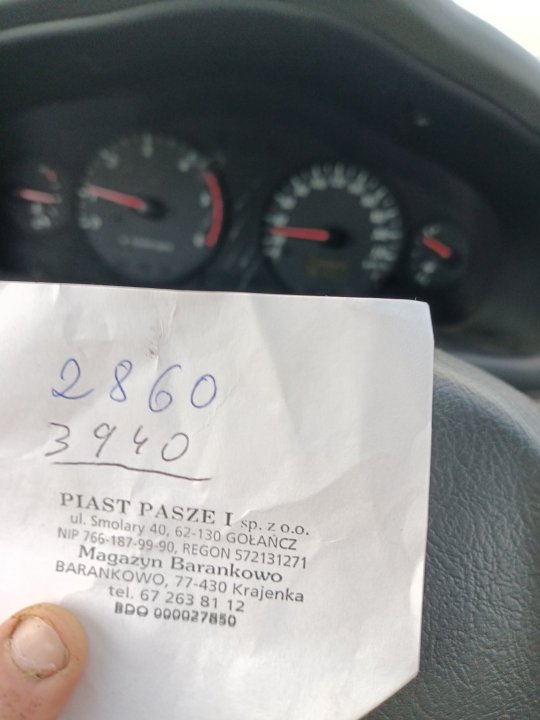 2860
3940
PIAST PASZE I sp. z o.o.
ul. Smolary 40, 62-130 GOŁAŃCZ
NIP 766-187-99-90, REGON 572131271
Magazyn Barankowo
BARANKOWO, 77-430 Krajenka
tel. 67 263 81 12
BDO 000027850